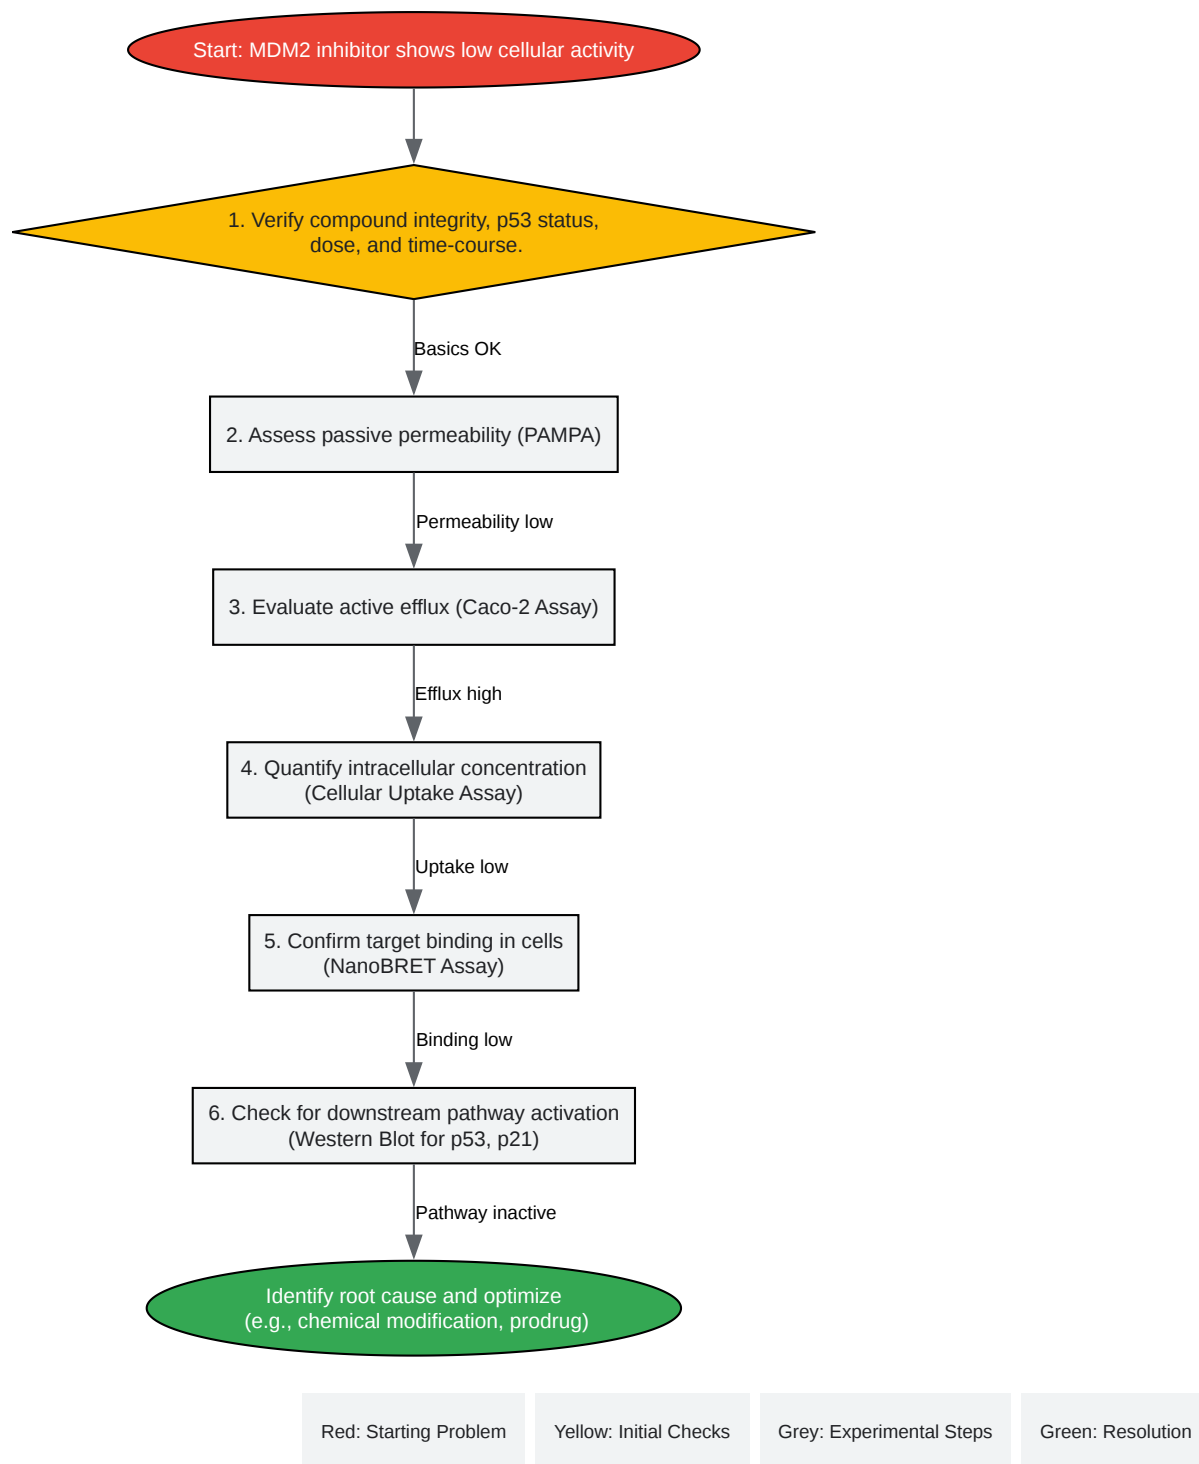 Start: MDM2 inhibitor shows low cellular activity
1. Verify compound integrity, p53 status,
dose, and time-course.
Basics OK
2. Assess passive permeability (PAMPA)
Permeability low
3. Evaluate active efflux (Caco-2 Assay)
Efflux high
4. Quantify intracellular concentration
(Cellular Uptake Assay)
Uptake low
5. Confirm target binding in cells
(NanoBRET Assay)
Binding low
6. Check for downstream pathway activation
(Western Blot for p53, p21)
Pathway inactive
Identify root cause and optimize
(e.g., chemical modification, prodrug)
Red: Starting Problem
Yellow: Initial Checks
Grey: Experimental Steps
Green: Resolution